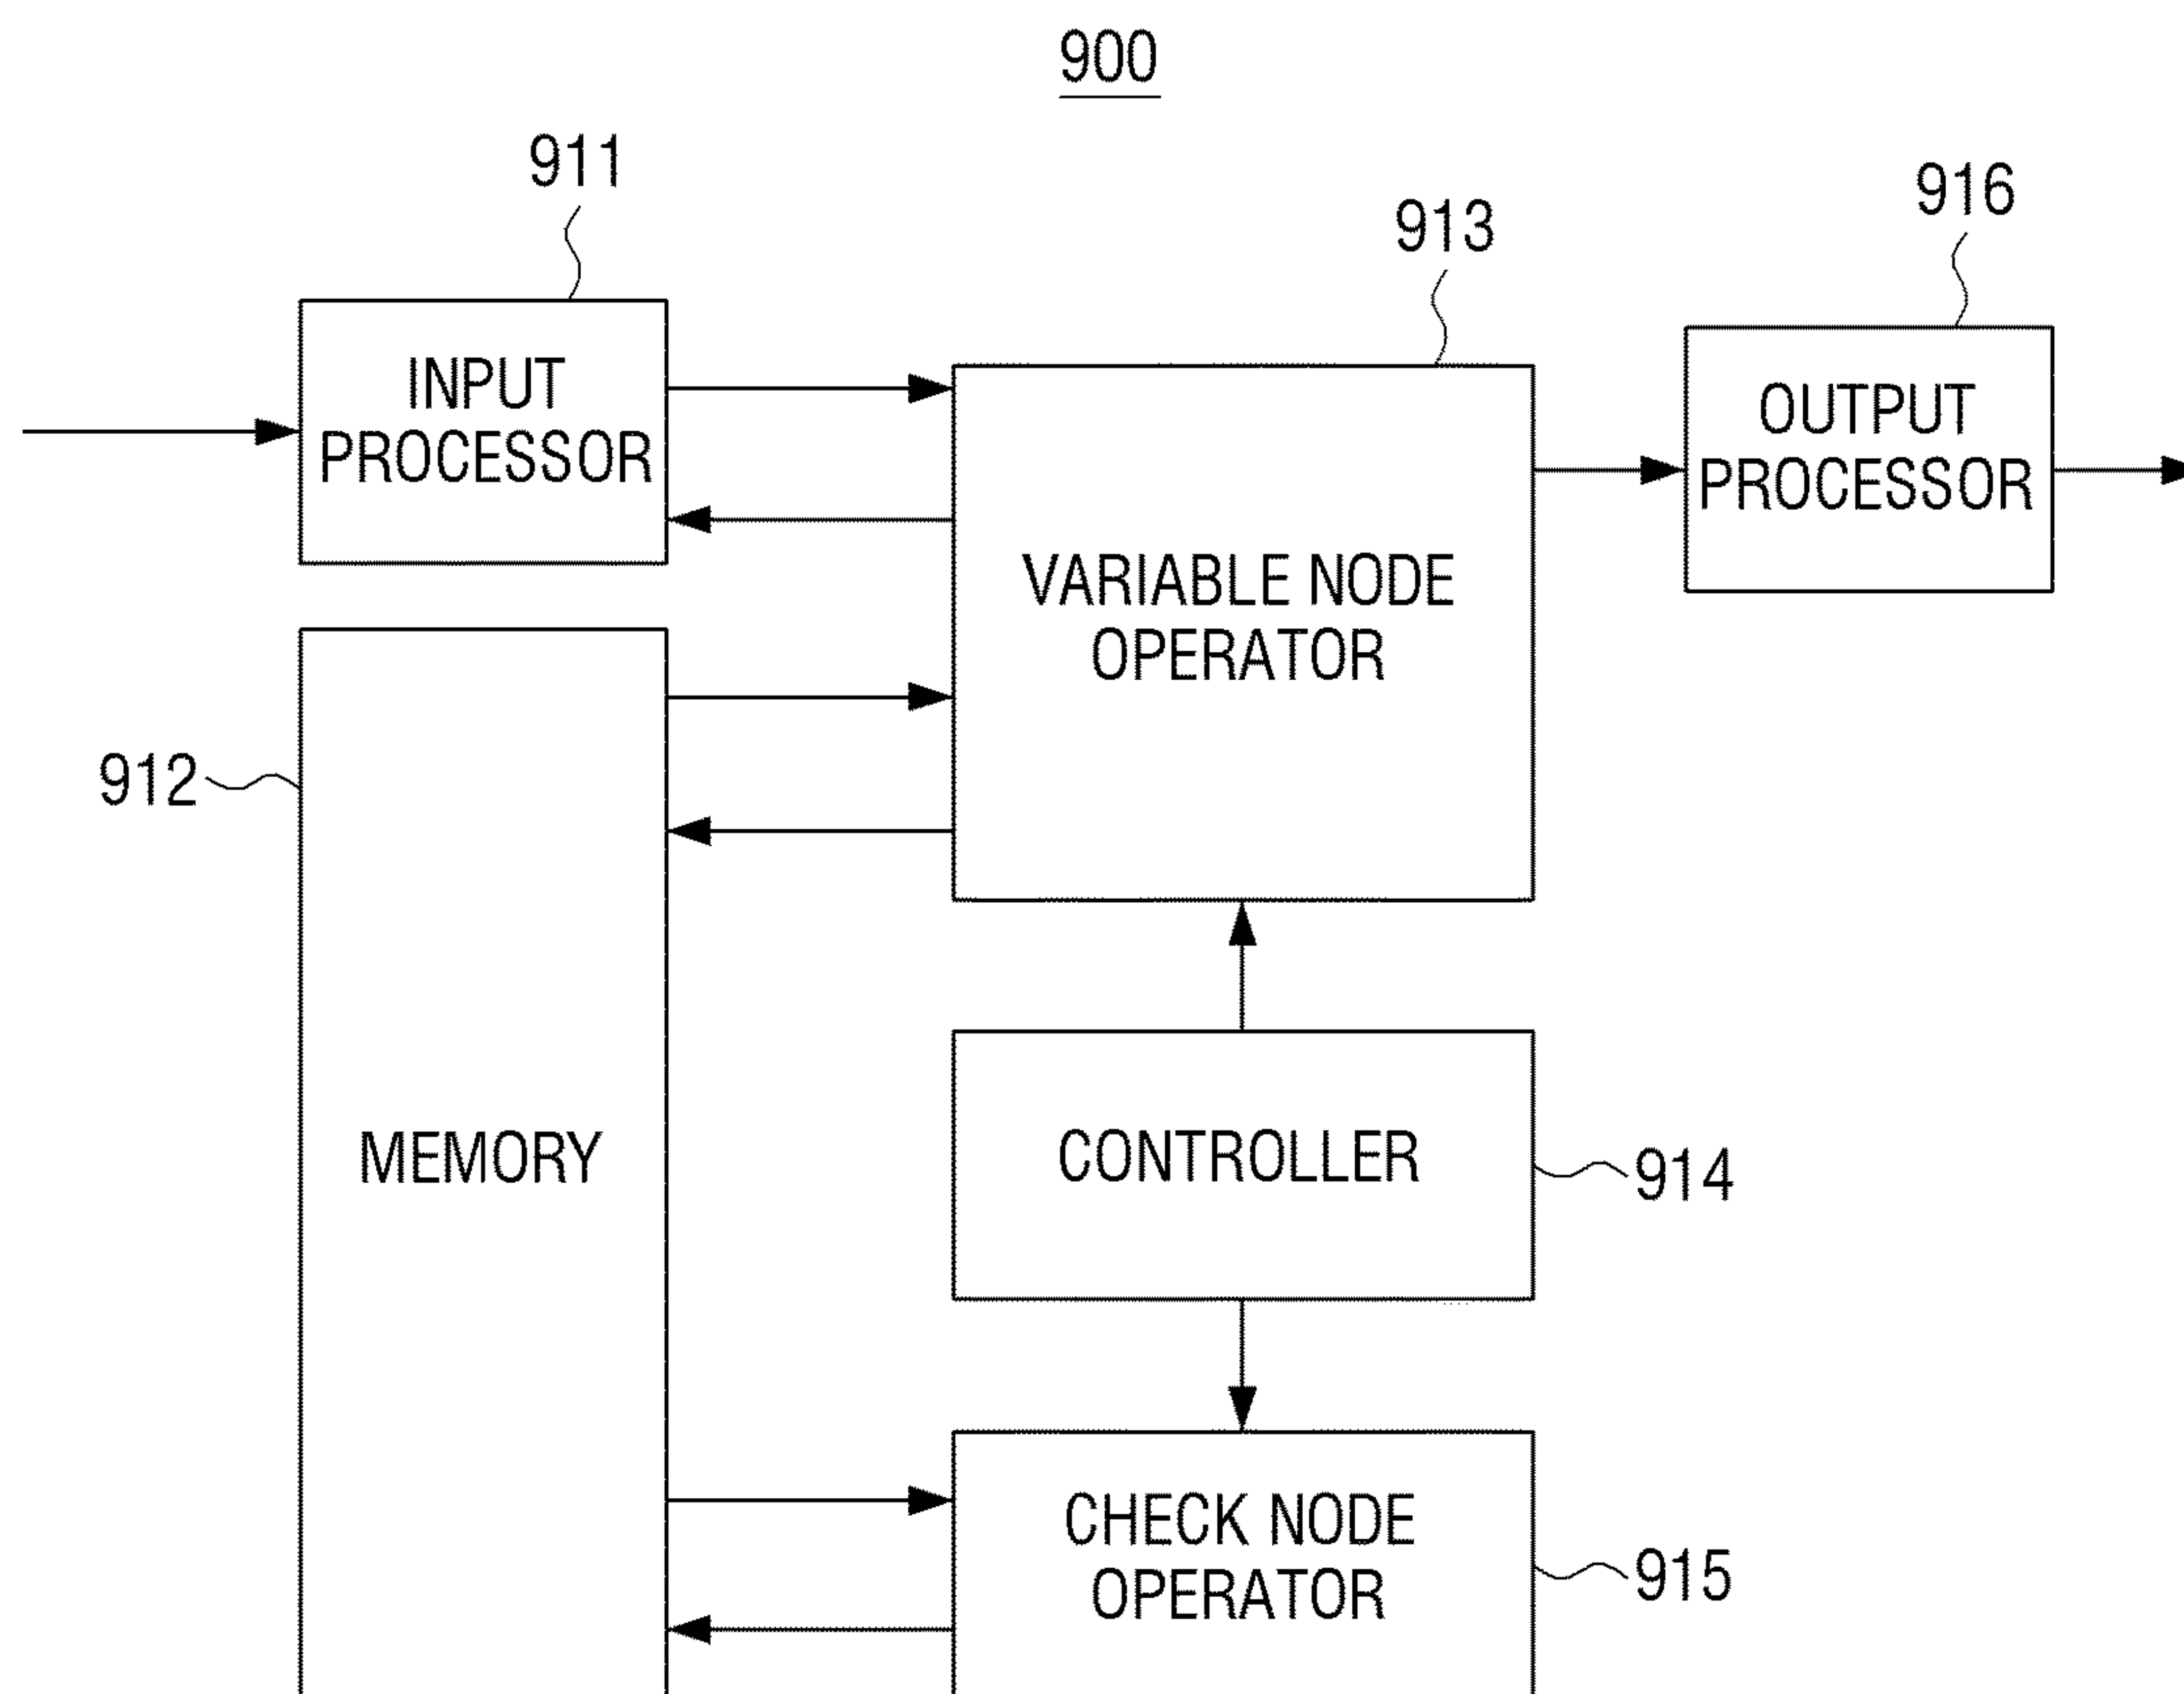 900
911
913
916
INPUT
PROCESSOR
OUTPUT
PROCESSOR
VARIABLE NODE
OPERATOR
912
MEMORY
CONTROLLER
914
CHECK NODE
OPERATOR
915